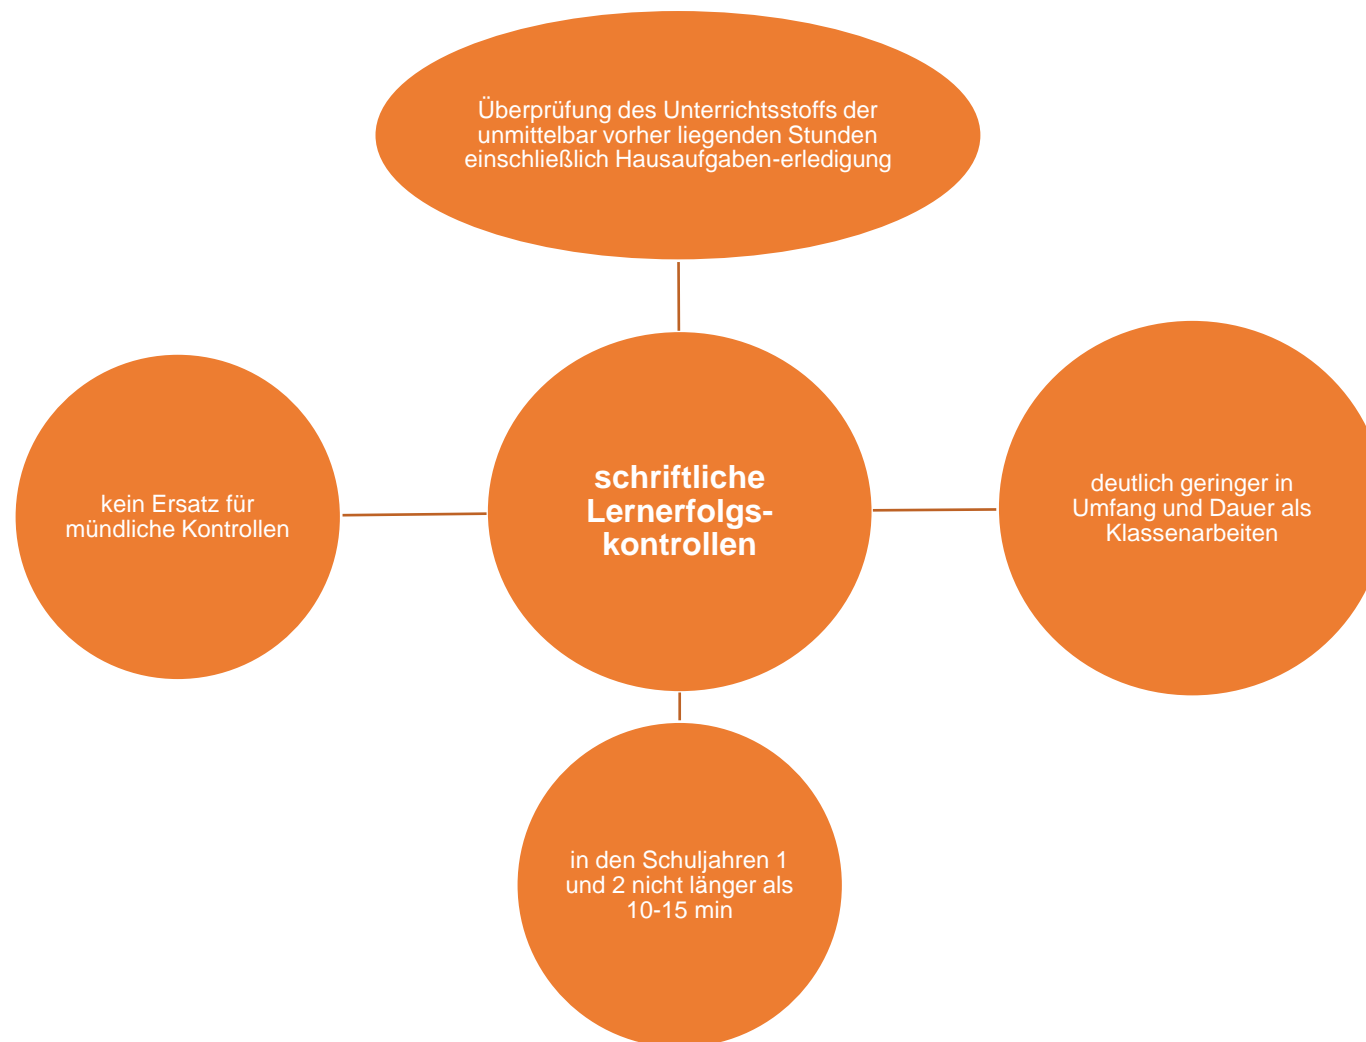 Überprüfung des Unterrichtsstoffs der
unmittelbar vorher liegenden Stunden
einschließlich Hausaufgaben-erledigung
kein Ersatz für
mündliche Kontrollen
schriftliche
Lernerfolgs-
kontrollen
deutlich geringer in
Umfang und Dauer als
Klassenarbeiten
in den Schuljahren 1
und 2 nicht länger als
10-15 min